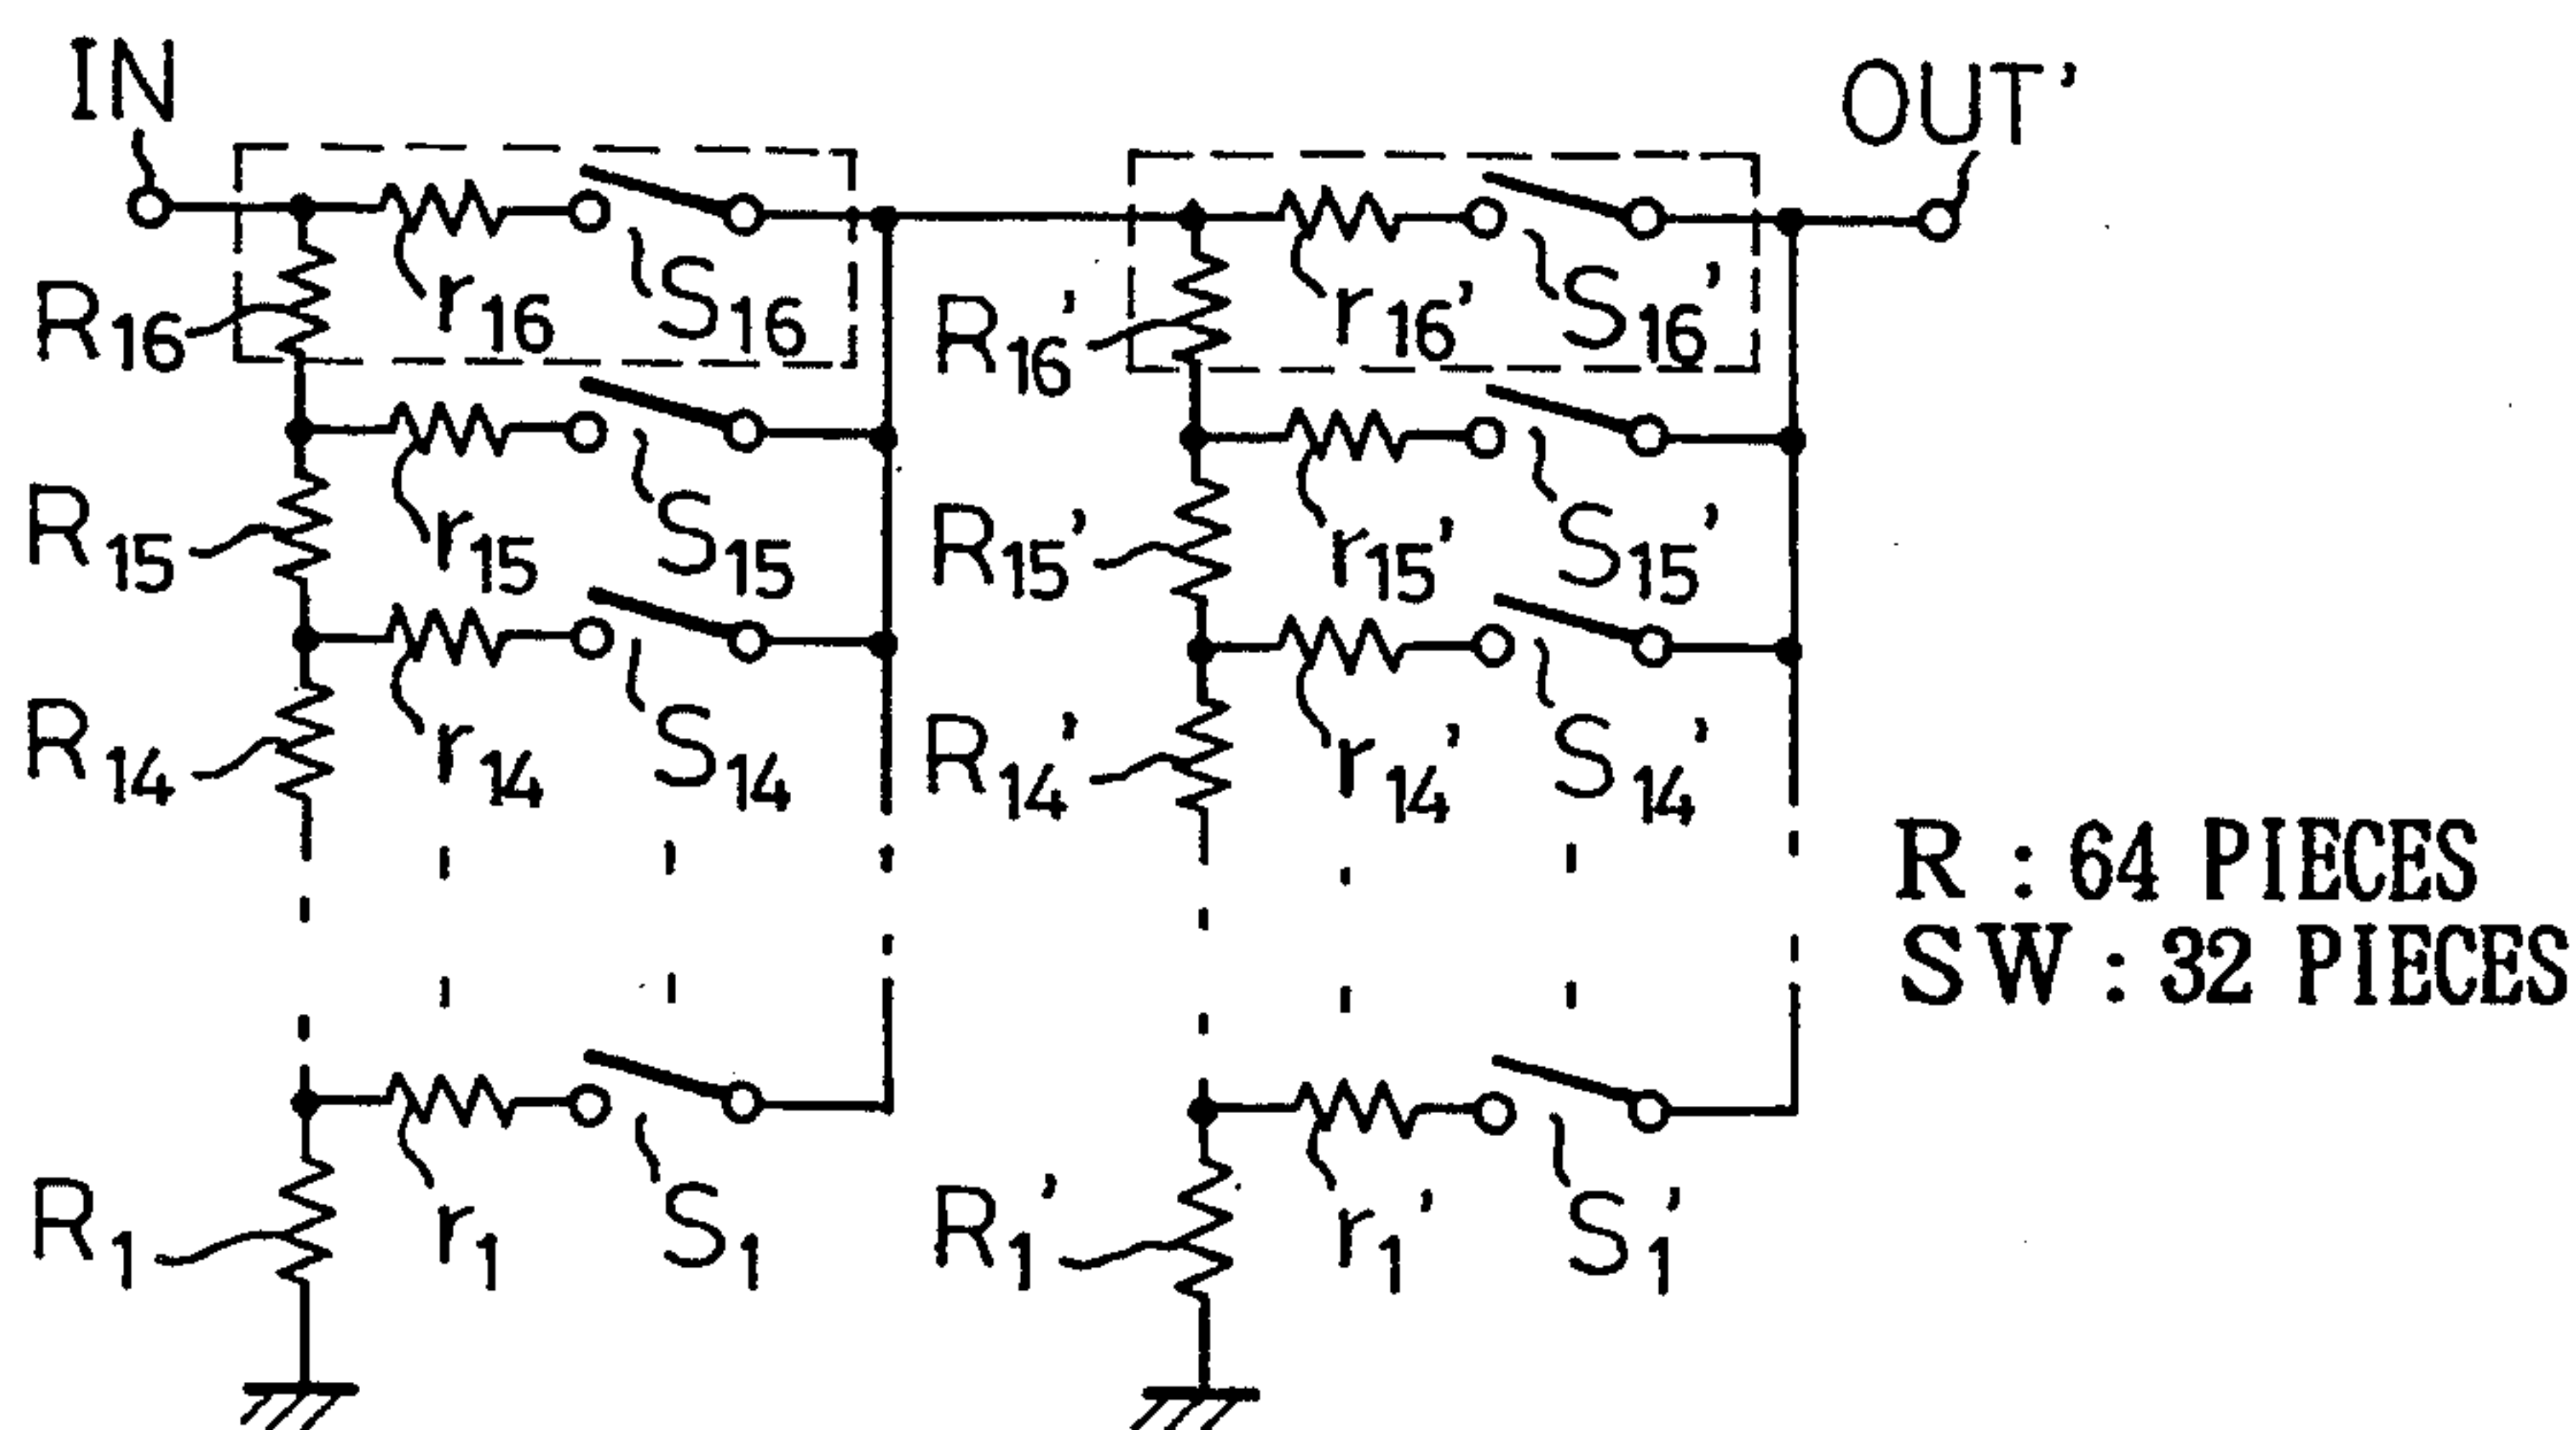 IN
OUT'
R16
r16
S16
R16'
r16'
S16'
R15
r15
S15
R15'
r15'
S15'
R14
r14
S14
R14'
r14'
S14'
R : 64 PIECES
SW : 32 PIECES
R1
r1
S1
R1'
r1'
S1'